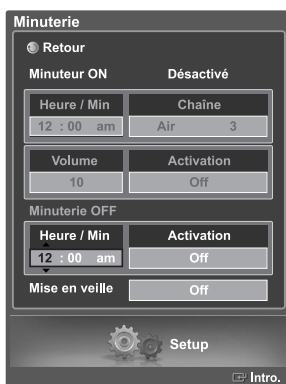 Minuterie
Retour
Minuteur ON Désactivé
Heure / Min Chaîne
12 : 00 am Air 3
Volume Activation
10 Off
Minuterie OFF
Heure / Min Activation
12 : 00 am Off
Mise en veille Off
Setup
Intro.